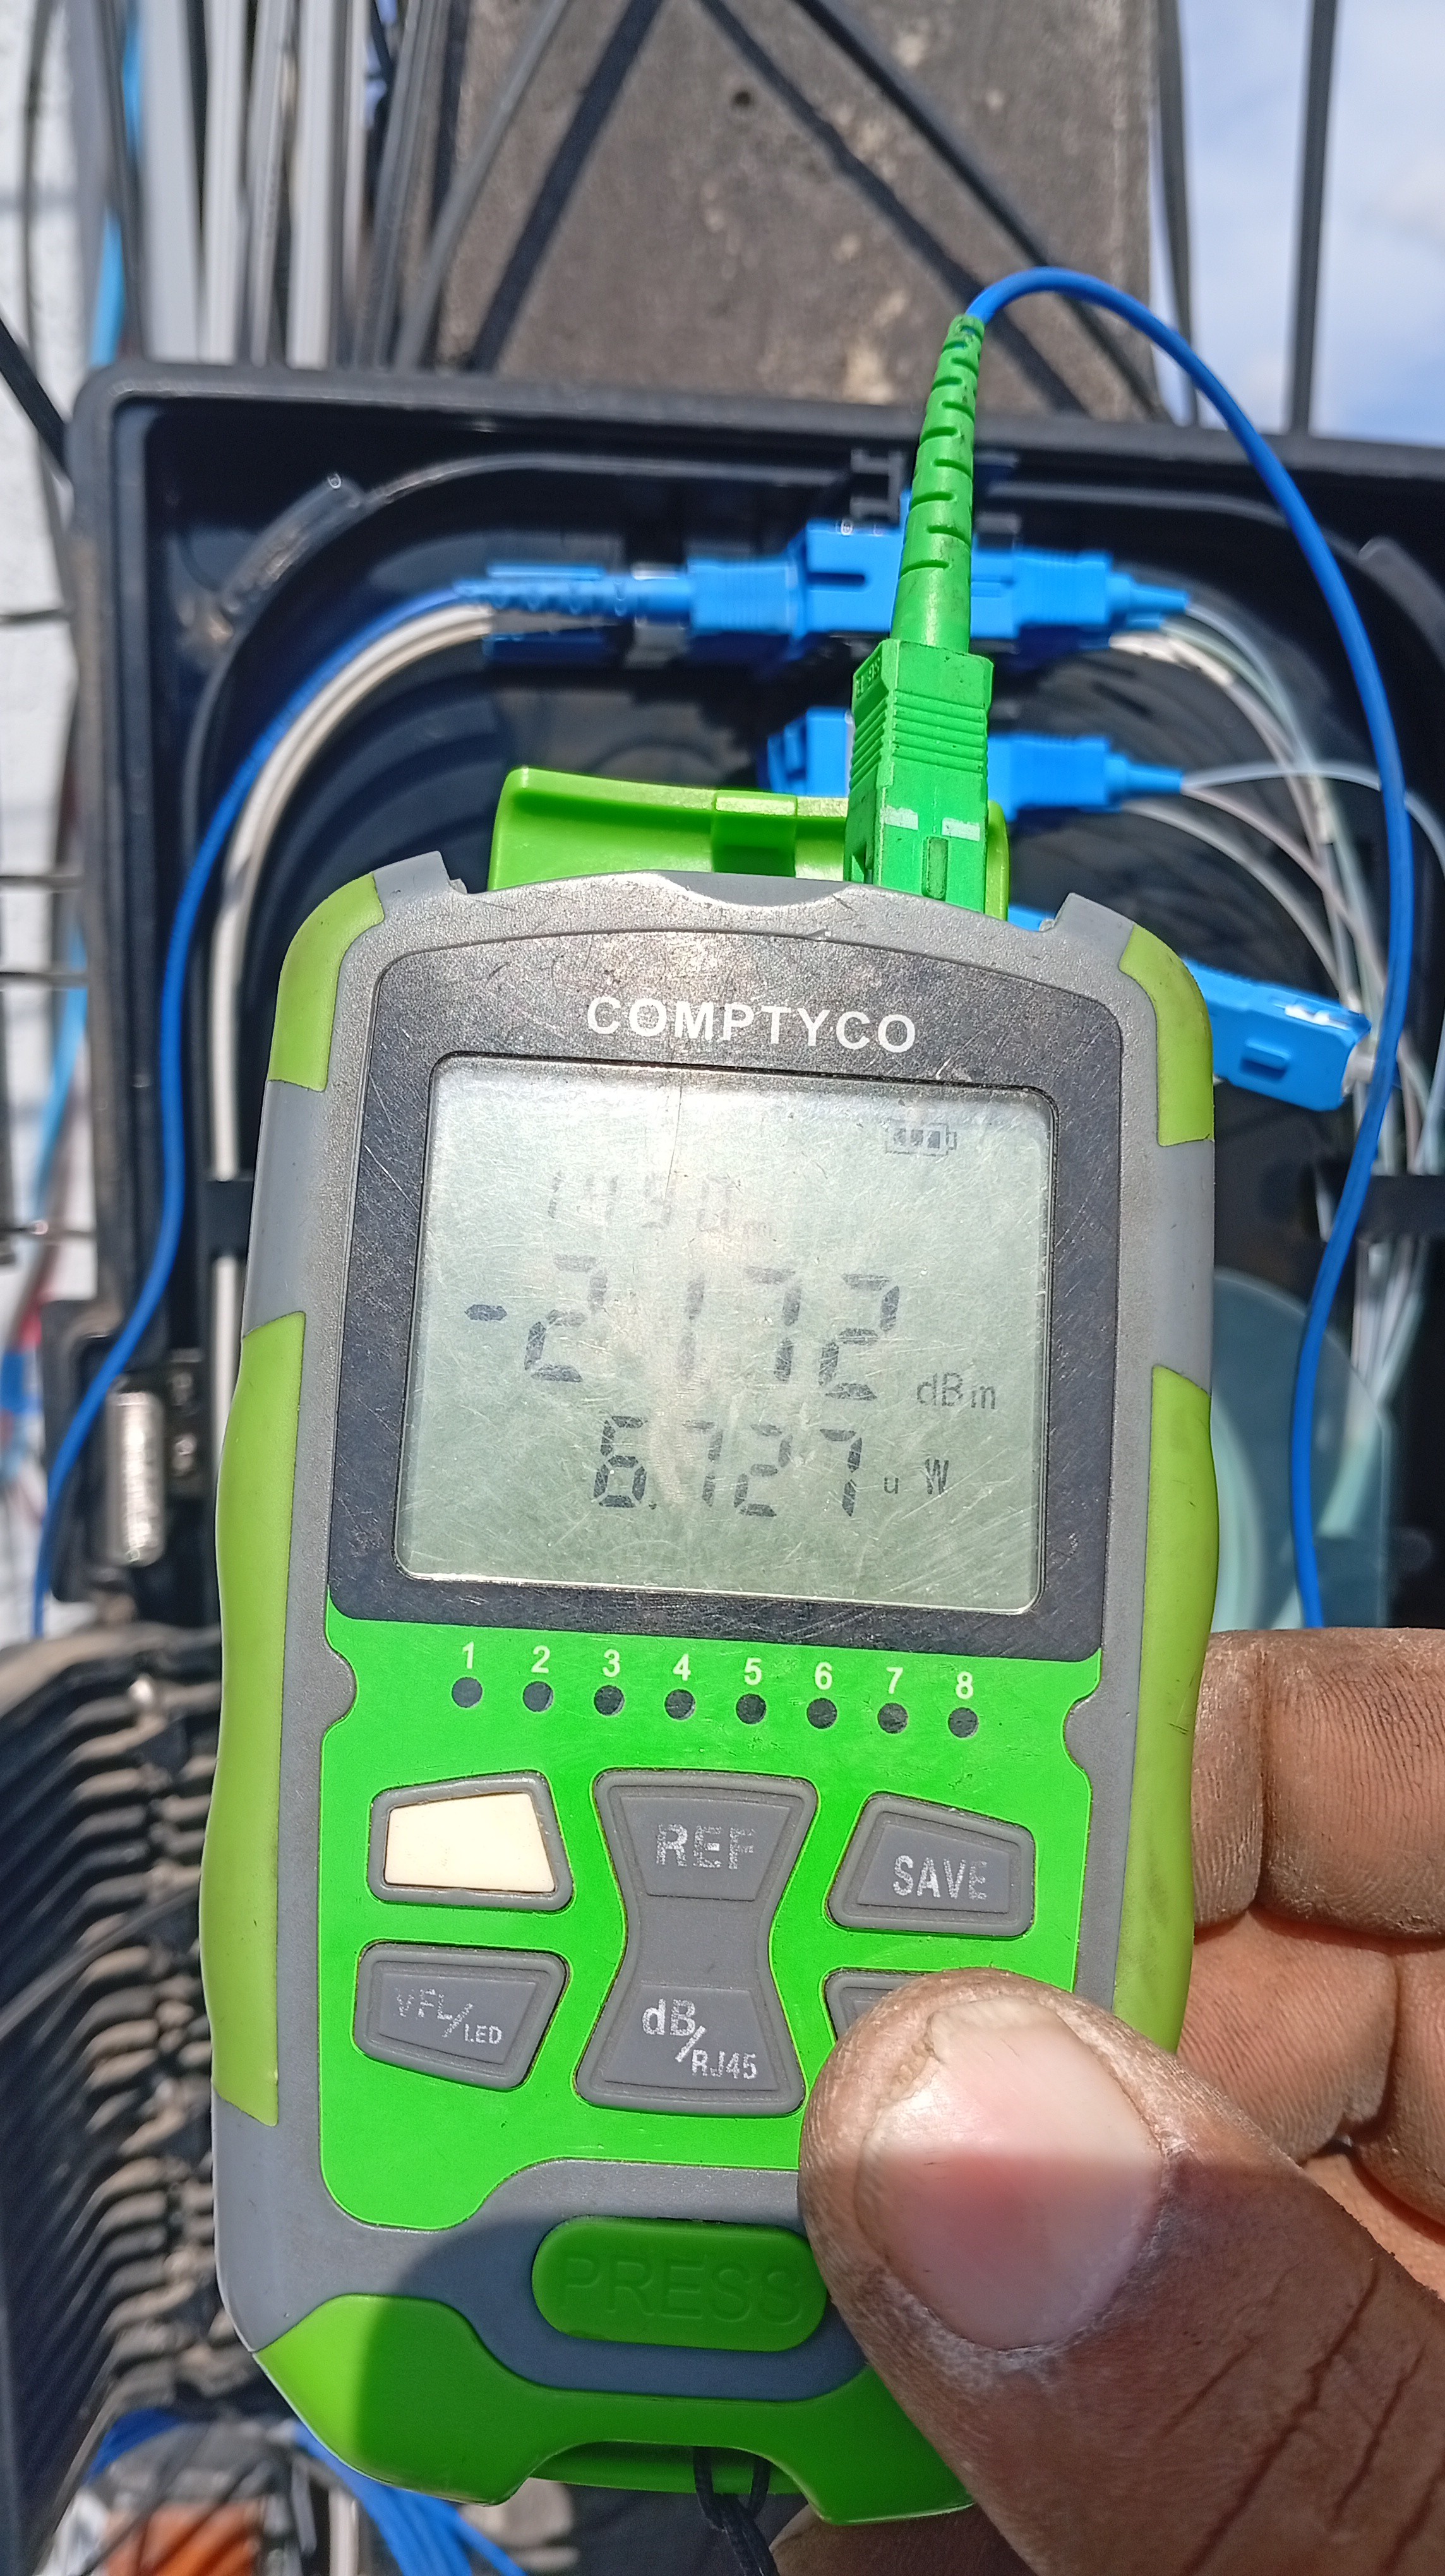 COMPTYCO
1490
-21.72 dBm
6.727 uW
1 2 3 4 5 6 7 8
REF
SAVE
VFL/LED
dB/RJ45
PRESS